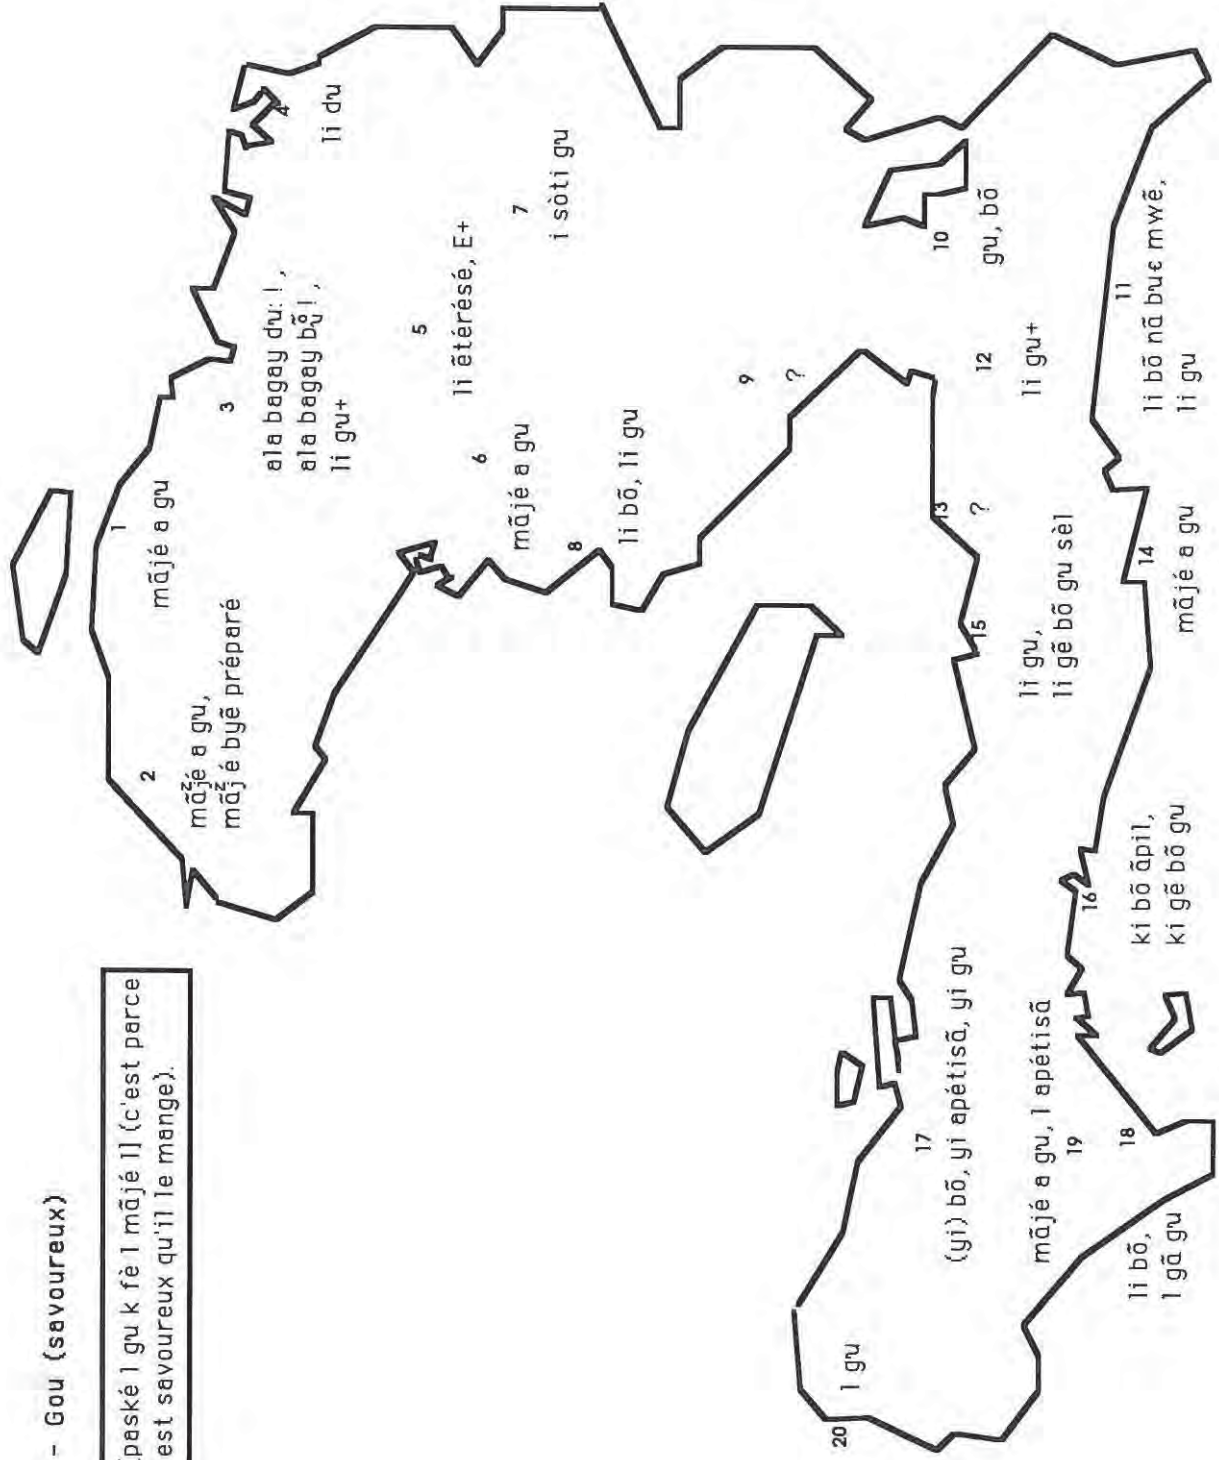 - Gou (savoureux)
[paské l gu k fè l mãjé l] (c'est parce
est savoureux qu'il le mange).
1
mãjé a gu
2
mãjé a gu,
mãjé byẽ préparé
3
ala bagay du: !,
ala bagay bõ !,
li gu+
4
li du
5
li ẽtérésé, E+
6
mãjé a gu
7
i sòti gu
8
li bõ, li gu
9
?
10
gu, bõ
11
li bõ nã buɛ mwẽ,
li gu
12
li gu+
13
?
14
mãjé a gu
15
li gu,
li gẽ bõ gu sèl
16
ki bõ ãpil,
ki gẽ bõ gu
17
(yi) bõ, yi apétisã, yi gu
18
li bõ,
l gã gu
19
mãjé a gu, l apétisã
20
l gu